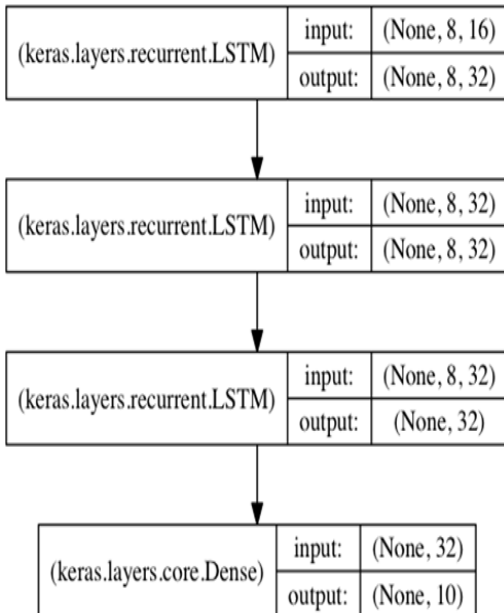 (keras.layers.recurrent.LSTM)
input: (None, 8, 16)
output: (None, 8, 32)
(keras.layers.recurrent.LSTM)
input: (None, 8, 32)
output: (None, 8, 32)
(keras.layers.recurrent.LSTM)
input: (None, 8, 32)
output: (None, 32)
(keras.layers.core.Dense)
input: (None, 32)
output: (None, 10)